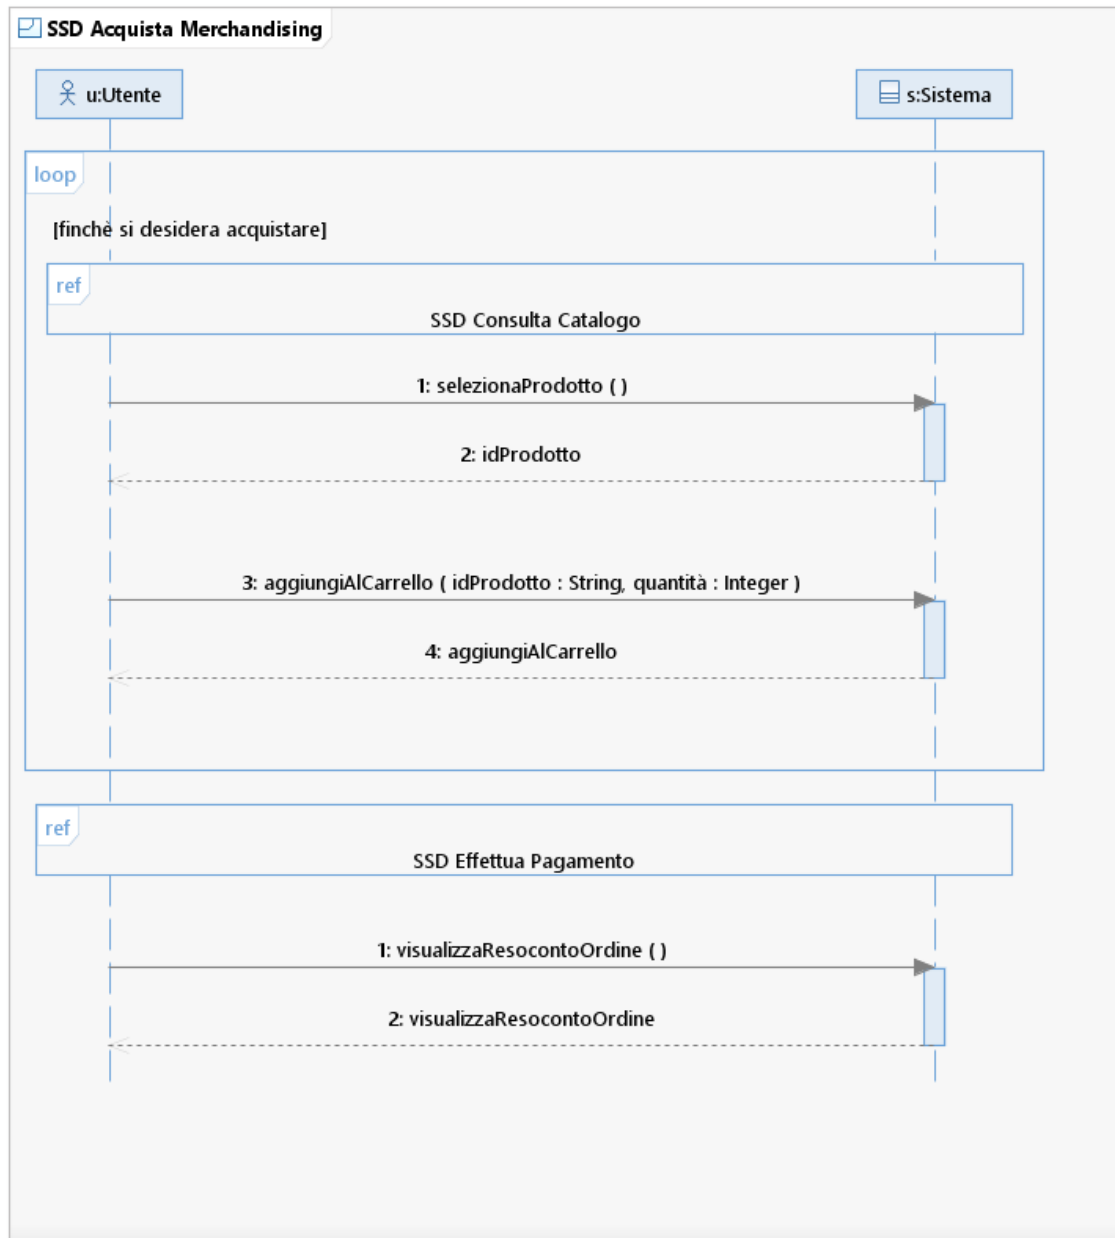 SSD Acquista Merchandising
u:Utente
s:Sistema
loop
[finchè si desidera acquistare]
ref
SSD Consulta Catalogo
1: selezionaProdotto ( )
2: idProdotto
3: aggiungiAlCarrello ( idProdotto : String, quantità : Integer )
4: aggiungiAlCarrello
ref
SSD Effettua Pagamento
1: visualizzaResocontoOrdine ( )
2: visualizzaResocontoOrdine